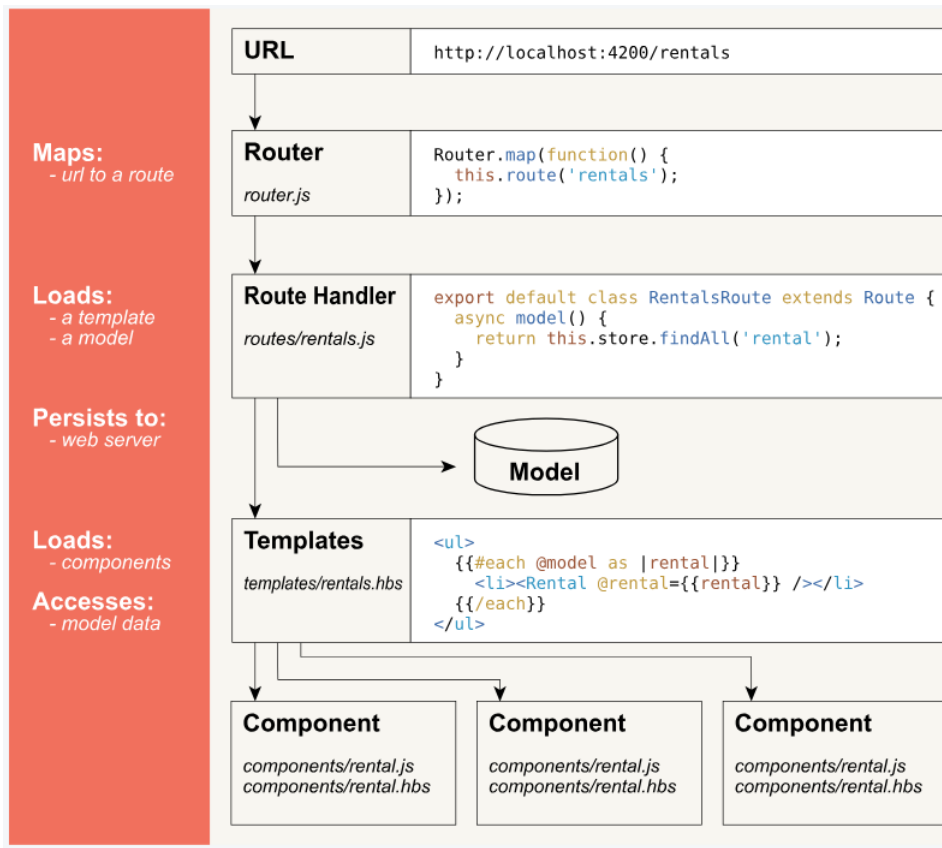 URL
http://localhost:4200/rentals
Maps:
- url to a route
Router
router.js
Router.map(function() {
  this.route('rentals');
});
Loads:
- a template
- a model
Route Handler
routes/rentals.js
export default class RentalsRoute extends Route {
  async model() {
    return this.store.findAll('rental');
  }
}
Persists to:
- web server
Model
Loads:
- components
Accesses:
- model data
Templates
templates/rentals.hbs
<ul>
  {{#each @model as |rental|}}
    <li><Rental @rental={{rental}} /></li>
  {{/each}}
</ul>
Component
components/rental.js
components/rental.hbs
Component
components/rental.js
components/rental.hbs
Component
components/rental.js
components/rental.hbs